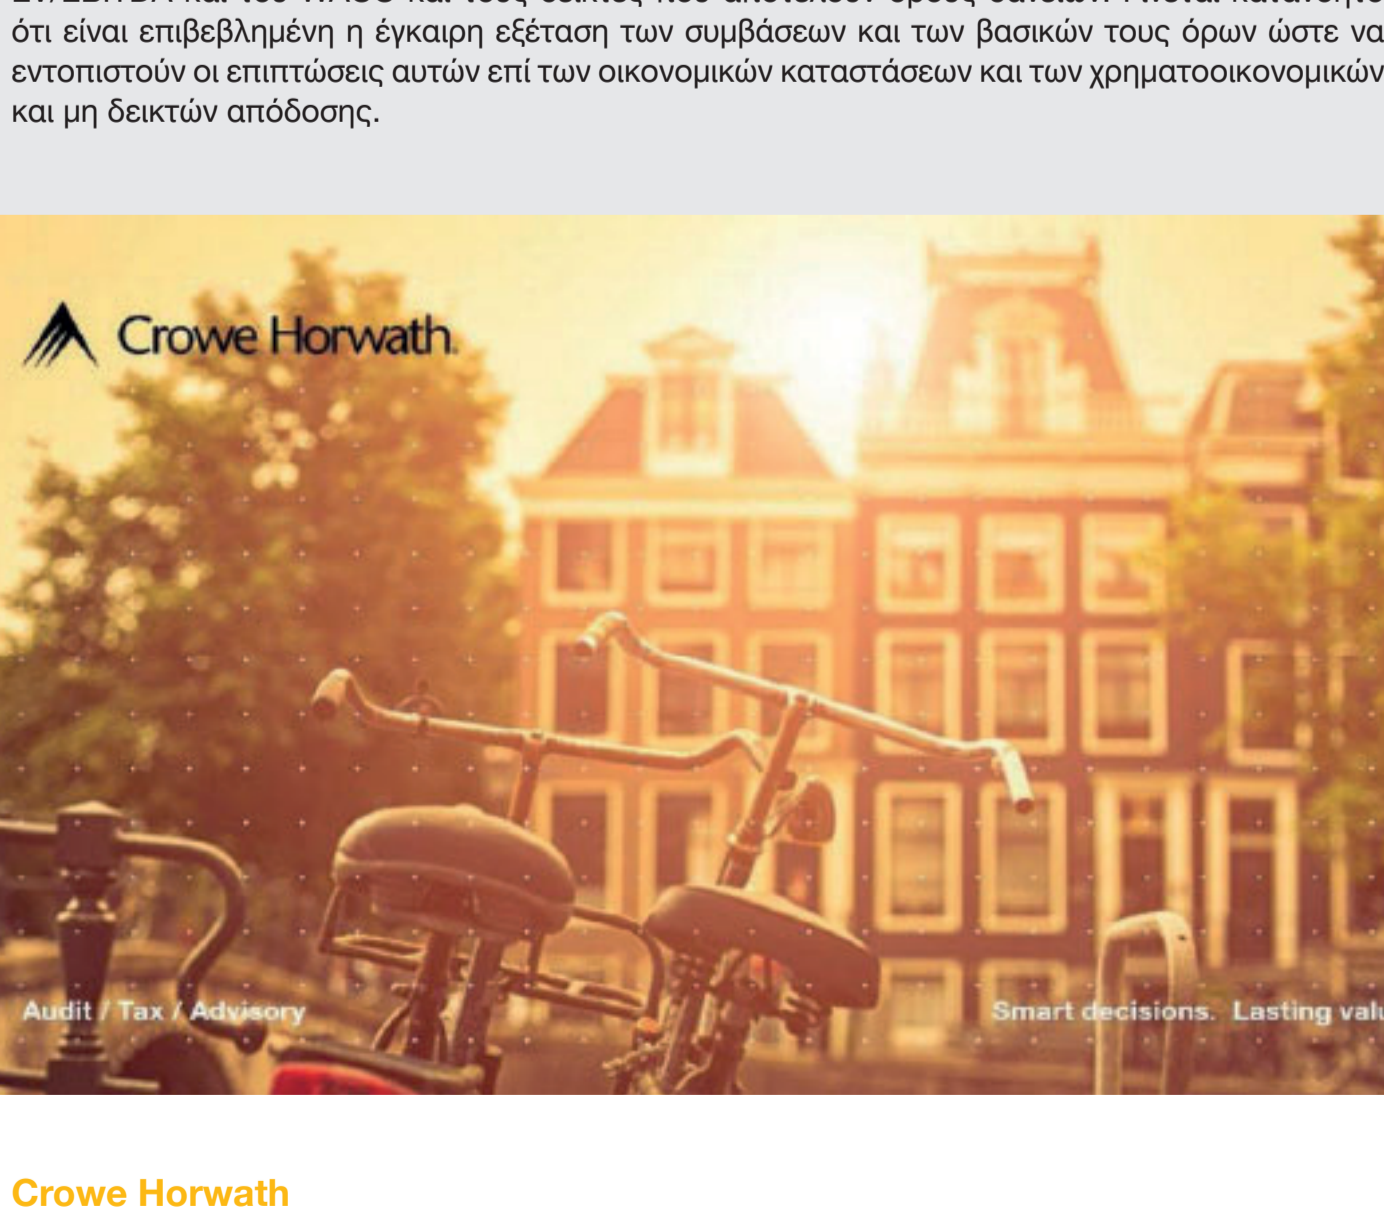 ότι είναι επιβεβλημένη η έγκαιρη εξέταση των συμβάσεων και των βασικών τους όρων ώστε να
εντοπιστούν οι επιπτώσεις αυτών επί των οικονομικών καταστάσεων και των χρηματοοικονομικών
και μη δεικτών απόδοσης.
Crowe Horwath.
Audit / Tax / Advisory
Smart decisions. Lasting
Crowe Horwath